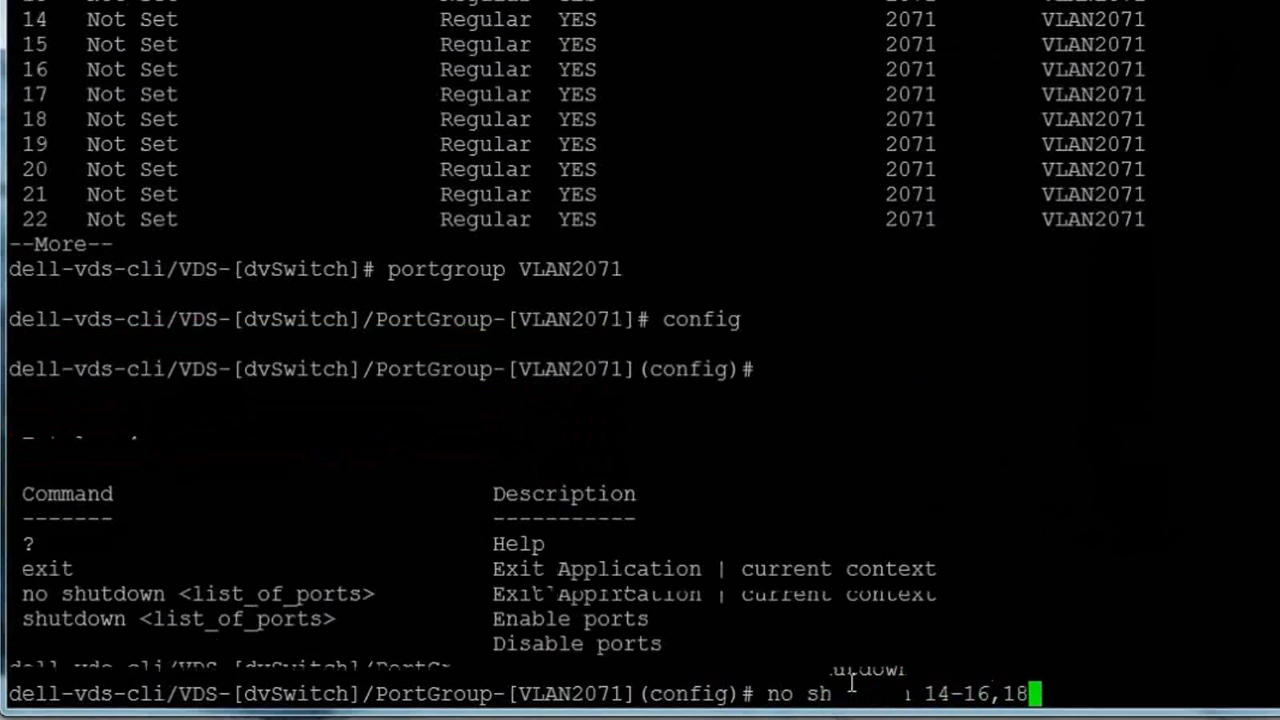 14 Not Set Regular YES 2071 VLAN2071
15 Not Set Regular YES 2071 VLAN2071
16 Not Set Regular YES 2071 VLAN2071
17 Not Set Regular YES 2071 VLAN2071
18 Not Set Regular YES 2071 VLAN2071
19 Not Set Regular YES 2071 VLAN2071
20 Not Set Regular YES 2071 VLAN2071
21 Not Set Regular YES 2071 VLAN2071
22 Not Set Regular YES 2071 VLAN2071
--More--
dell-vds-cli/VDS-[dvSwitch]# portgroup VLAN2071
dell-vds-cli/VDS-[dvSwitch]/PortGroup-[VLAN2071]# config
dell-vds-cli/VDS-[dvSwitch]/PortGroup-[VLAN2071](config)#
Command Description
------- -----------
? Help
exit Exit Application | current context
no shutdown <list_of_ports> Exit current context
shutdown <list_of_ports> Enable ports
Disable ports
dell-vds-cli/VDS-[dvSwitch]/PortGroup-[VLAN2071](config)# no sh 14-16,18